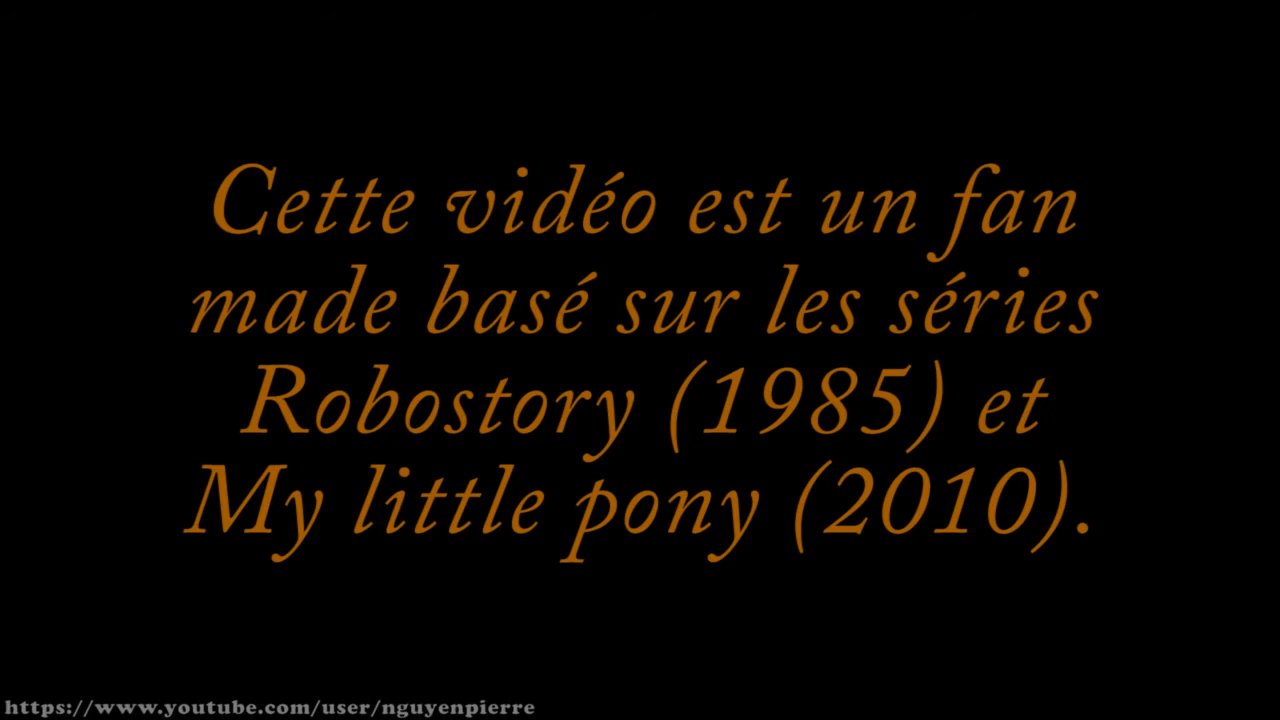 Cette vidéo est un fan
made basé sur les séries
Robostory (1985) et
My little pony (2010).
https://www.youtube.com/user/nguyenpierre